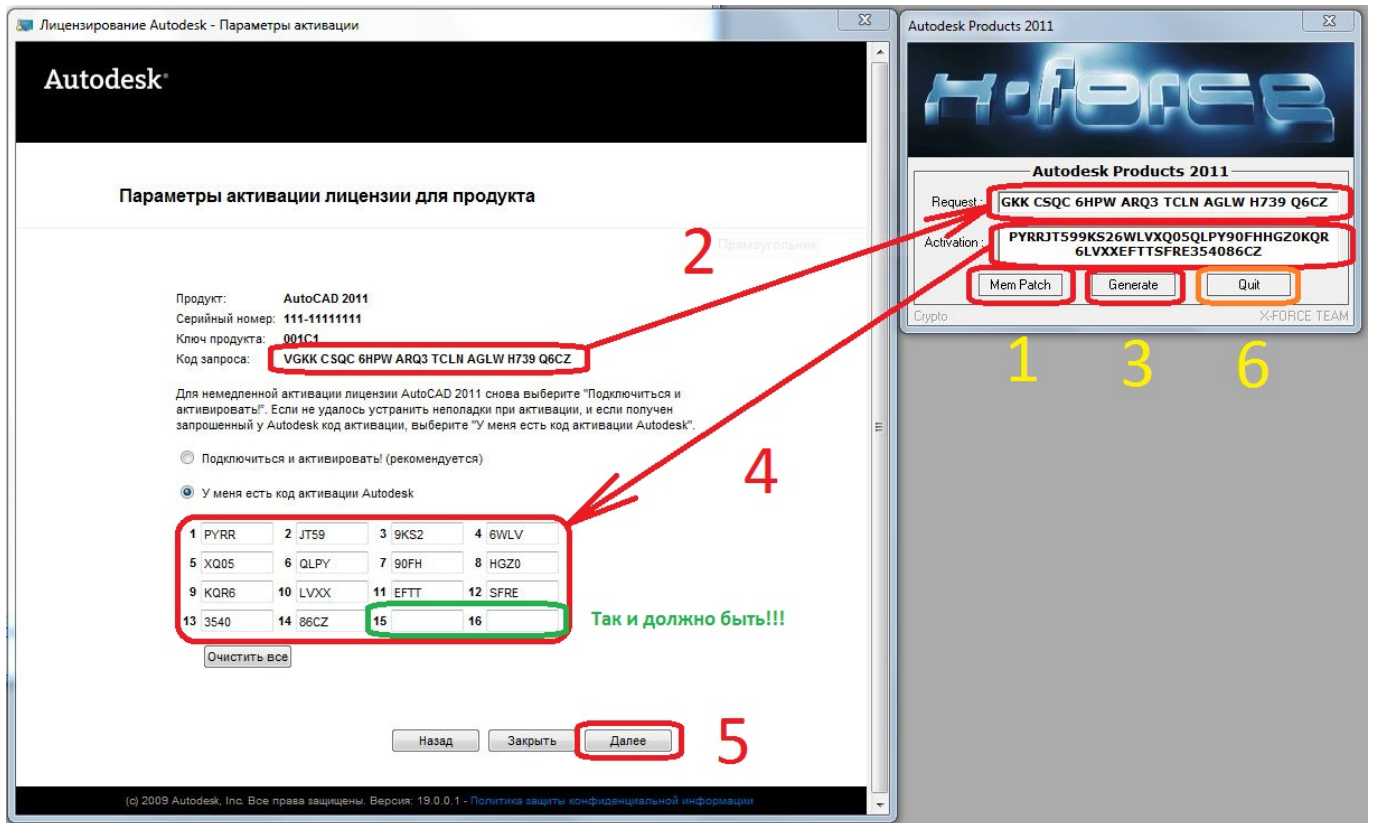 Лицензирование Autodesk - Параметры активации
Autodesk
Параметры активации лицензии для продукта
Прямоугольник
2
Продукт: AutoCAD 2011
Серийный номер: 111-11111111
Ключ продукта: 001C1
Код запроса: VGKK CSQC 6HPW ARQ3 TCLN AGLW H739 Q6CZ
Для немедленной активации лицензии AutoCAD 2011 снова выберите "Подключиться и
активировать!". Если не удалось устранить неполадки при активации, и если получен
запрошенный у Autodesk код активации, выберите "У меня есть код активации Autodesk".
Подключиться и активировать! (рекомендуется)
4
У меня есть код активации Autodesk
1 PYRR 2 JT59 3 9KS2 4 6WLV
5 XQ05 6 QLPY 7 90FH 8 HGZ0
9 KQR6 10 LVXX 11 EFTT 12 SFRE
13 3540 14 86CZ 15 16 Так и должно быть!!!
Очистить все
Назад Закрыть Далее 5
(c) 2009 Autodesk, Inc. Все права защищены. Версия: 19.0.0.1 - Политика защиты конфиденциальной информации
Autodesk Products 2011
x-force
Autodesk Products 2011
Request : GKK CSQC 6HPW ARQ3 TCLN AGLW H739 Q6CZ
Activation : PYRRJT599KS26WLVXQ05QLPY90FHHGZ0KQR
6LVXXEFTTSFRE354086CZ
Mem Patch Generate Quit
Crypto X-FORCE TEAM
1 3 6